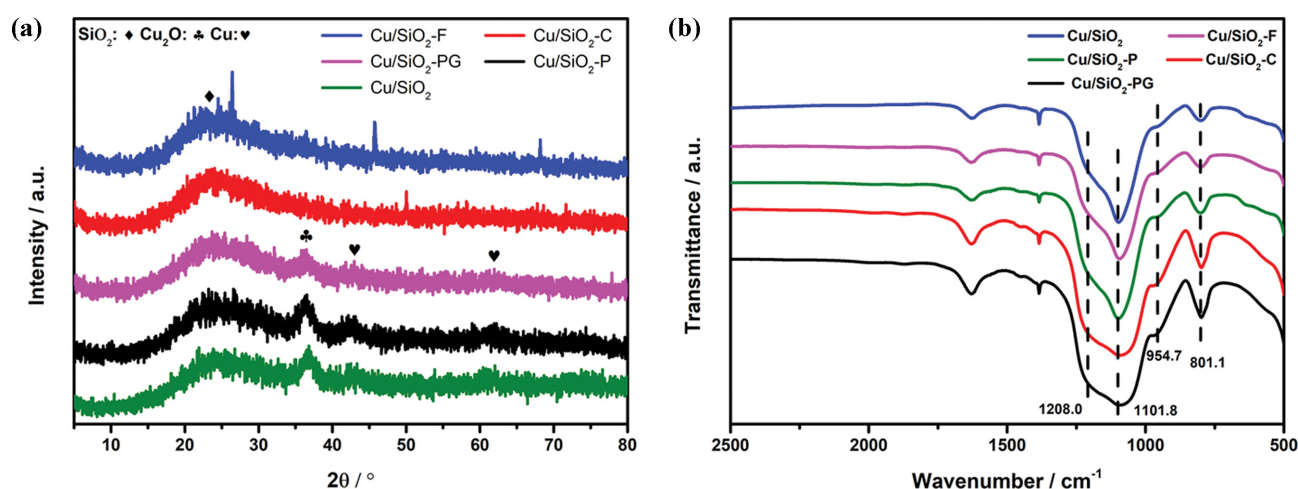 (a)
SiO₂: ♦ Cu₂O: ♣ Cu:♥
Cu/SiO₂-F Cu/SiO₂-C
Cu/SiO₂-PG Cu/SiO₂-P
Cu/SiO₂
♦
♣
♥ ♥
Intensity / a.u.
10 20 30 40 50 60 70 80
2θ / °
(b)
Cu/SiO₂ Cu/SiO₂-F
Cu/SiO₂-P Cu/SiO₂-C
Cu/SiO₂-PG
954.7
801.1
1208.0 1101.8
Transmittance / a.u.
2500 2000 1500 1000 500
Wavenumber / cm⁻¹